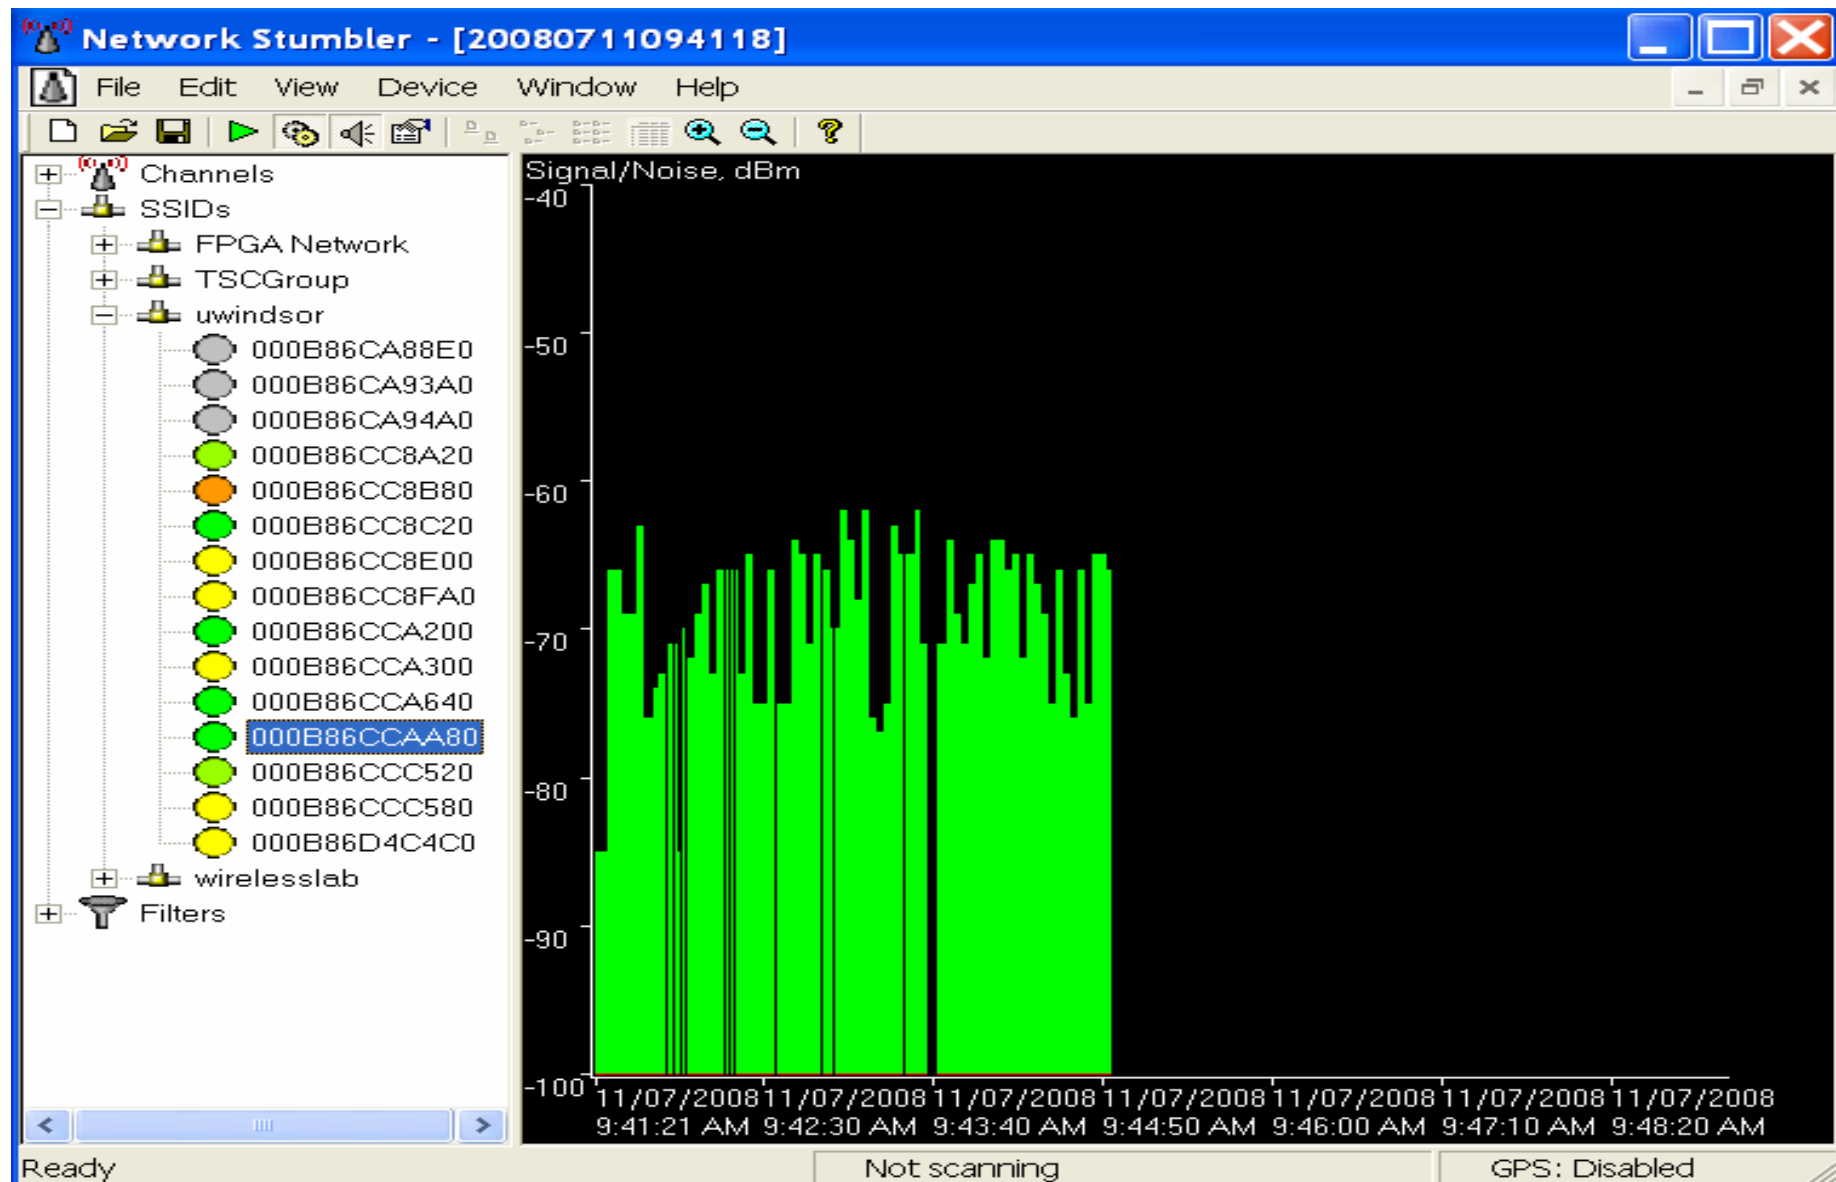 Network Stumbler - [20080711094118]
File Edit View Device Window Help
Channels
SSIDs
FPGA Network
TSCGroup
uwindsor
000B86CA88E0
000B86CA93A0
000B86CA94A0
000B86CC8A20
000B86CC8B80
000B86CC8C20
000B86CC8E00
000B86CC8FA0
000B86CCA200
000B86CCA300
000B86CCA640
000B86CCAA80
000B86CCC520
000B86CCC580
000B86D4C4C0
wirelesslab
Filters
Signal/Noise, dBm
-40
-50
-60
-70
-80
-90
-100
11/07/2008 11/07/2008 11/07/2008 11/07/2008 11/07/2008 11/07/2008 11/07/2008
9:41:21 AM 9:42:30 AM 9:43:40 AM 9:44:50 AM 9:46:00 AM 9:47:10 AM 9:48:20 AM
Ready Not scanning GPS: Disabled